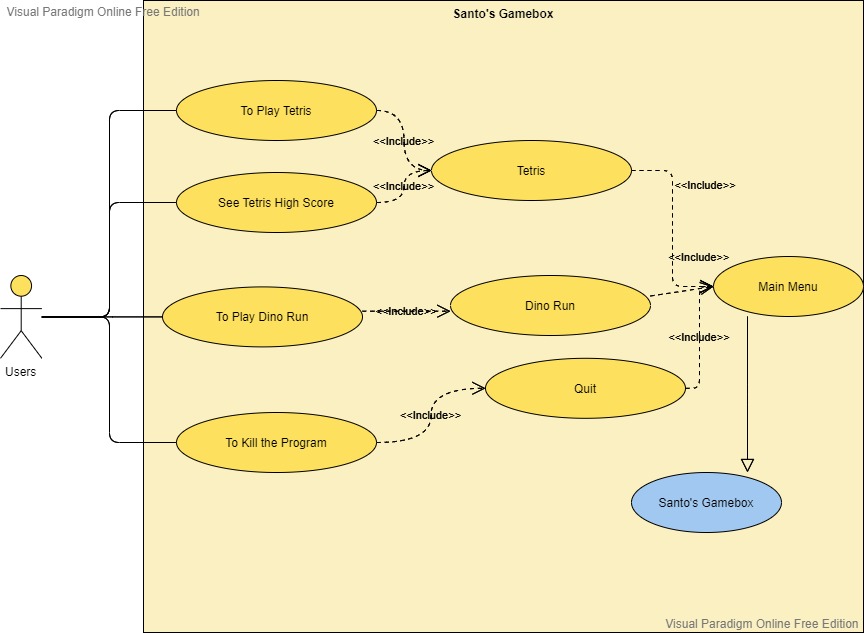 Visual Paradigm Online Free Edition
Santo's Gamebox
To Play Tetris
<<Include>>
Tetris
<<Include>>
<<Include>>
See Tetris High Score
<<Include>>
Main Menu
Dino Run
To Play Dino Run
<<Include>>
<<Include>>
Users
Quit
<<Include>>
To Kill the Program
Santo's Gamebox
Visual Paradigm Online Free Edition